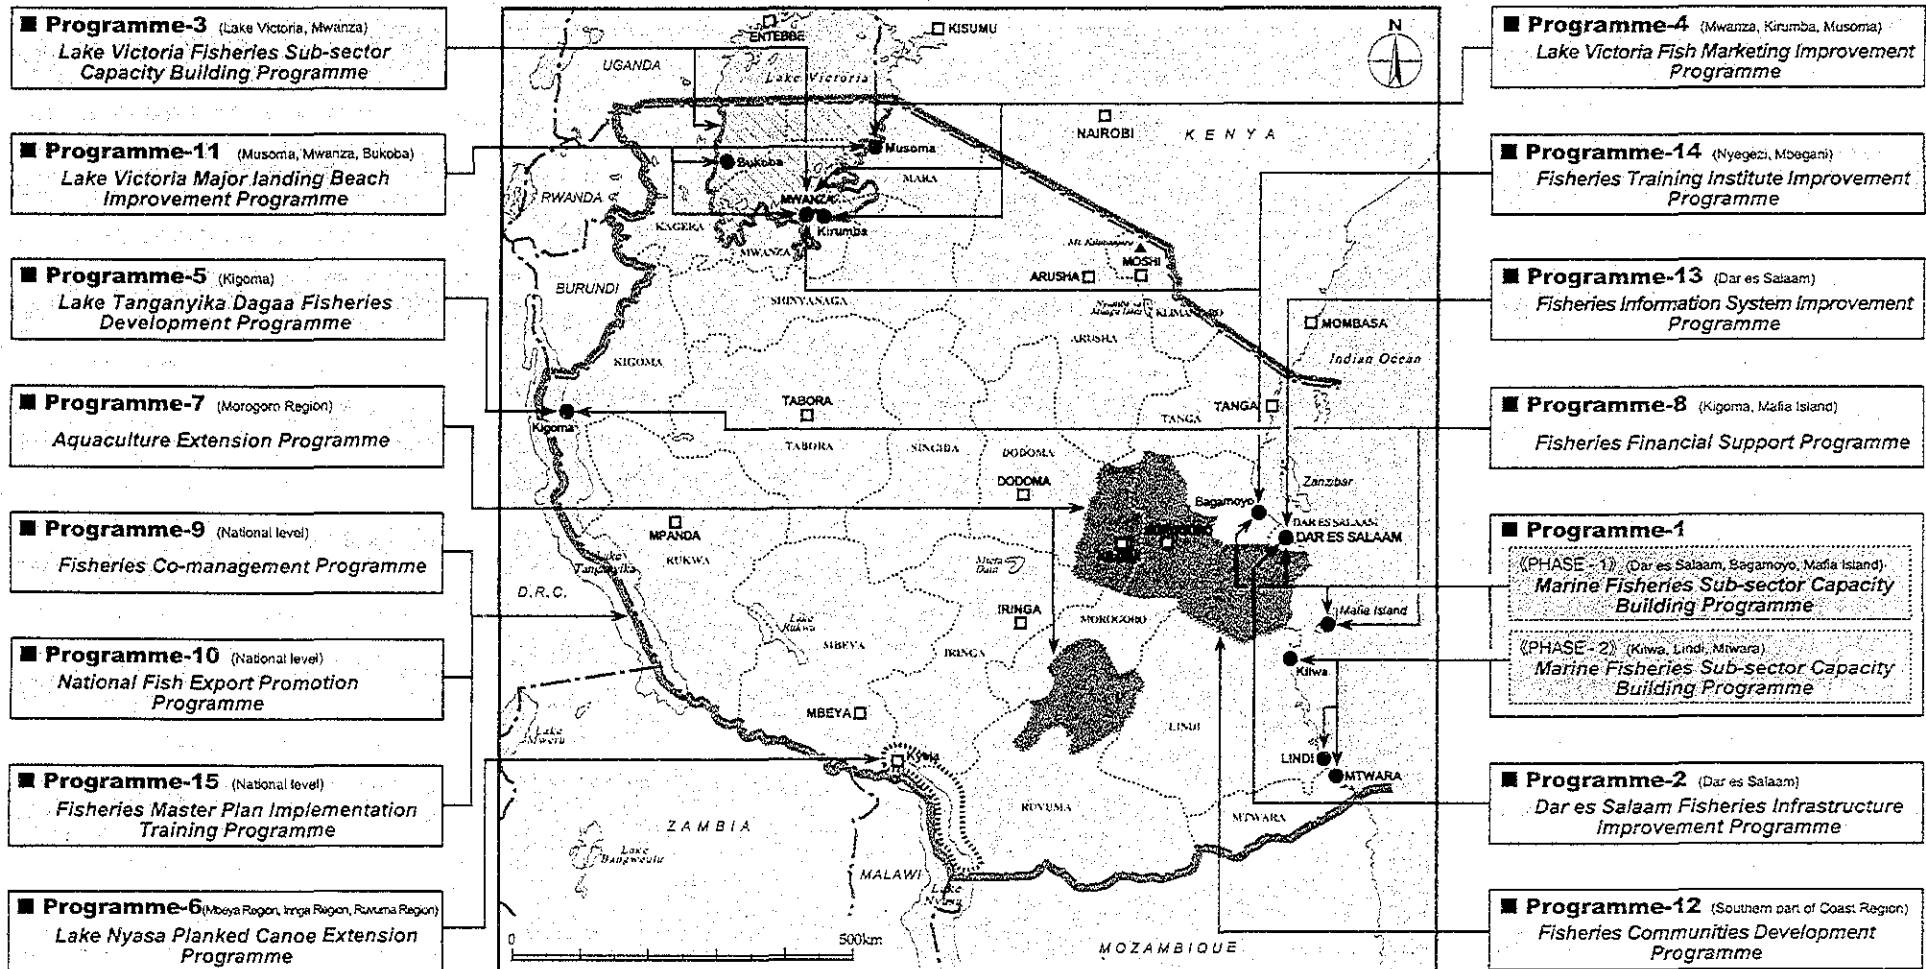 ■ Programme-3 (Lake Victoria, Mwanza)
Lake Victoria Fisheries Sub-sector
Capacity Building Programme
■ Programme-11 (Musoma, Mwanza, Bukoba)
Lake Victoria Major landing Beach
Improvement Programme
■ Programme-5 (Kigoma)
Lake Tanganyika Dagaa Fisheries
Development Programme
■ Programme-7 (Morogoro Region)
Aquaculture Extension Programme
■ Programme-9 (National level)
Fisheries Co-management Programme
■ Programme-10 (National level)
National Fish Export Promotion
Programme
■ Programme-15 (National level)
Fisheries Master Plan Implementation
Training Programme
■ Programme-6 (Mbeya Region, Iringa Region, Ruvuma Region)
Lake Nyasa Planked Canoe Extension
Programme
N
ENTEBBE
KISUMU
UGANDA
Lake Victoria
NAIROBI
KENYA
Musoma
Bukoba
MARA
RWANDA
MWANZA
Kirumba
KAGERA
MWANZA
Mt. Kilimanjaro
MOSHI
ARUSHA
BURUNDI
SHINYANAGA
KLIMANJARO
MOMBASA
ARUSHA
Indian Ocean
KIGOMA
TABORA
TANGA
TANGA
Kigoma
TABORA
SINGIDA
DODOMA
DODOMA
Zanzibar
Bagamoyo
DAR ES SALAAM
DAR ES SALAAM
MPANDA
RUKWA
Lake
Tanganyika
D.R.C.
IRINGA
Mafia Island
Lake
Rukwa
MOROGORO
MBEYA
IRINGA
Kilwa
MBEYA
LINDI
Lake
Mweru
LINDI
Kyela
MTWARA
RUVUMA
MTWARA
ZAMBIA
Lake
Bangweulu
MALAWI
Lake
Nyasa
0
500km
MOZAMBIQUE
■ Programme-4 (Mwanza, Kirumba, Musoma)
Lake Victoria Fish Marketing Improvement
Programme
■ Programme-14 (Nyegezi, Mbegani)
Fisheries Training Institute Improvement
Programme
■ Programme-13 (Dar es Salaam)
Fisheries Information System Improvement
Programme
■ Programme-8 (Kigoma, Mafia Island)
Fisheries Financial Support Programme
■ Programme-1
《PHASE - 1》 (Dar es Salaam, Bagamoyo, Mafia Island)
Marine Fisheries Sub-sector Capacity
Building Programme
《PHASE - 2》 (Kilwa, Lindi, Mtwara)
Marine Fisheries Sub-sector Capacity
Building Programme
■ Programme-2 (Dar es Salaam)
Dar es Salaam Fisheries Infrastructure
Improvement Programme
■ Programme-12 (Southern part of Coast Region)
Fisheries Communities Development
Programme